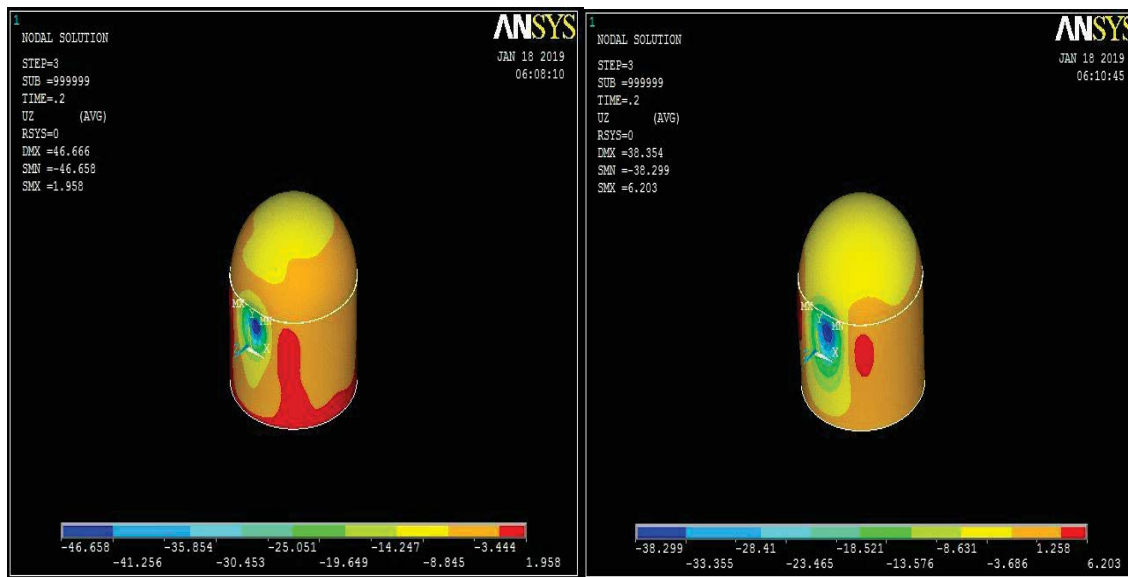 1
ANSYS
NODAL SOLUTION
JAN 18 2019
06:08:10
STEP=3
SUB =999999
TIME=.2
UZ (AVG)
RSYS=0
DMX =46.666
SMN =-46.658
SMX =1.958
MX
Y
MN
X
-46.658 -35.854 -25.051 -14.247 -3.444
-41.256 -30.453 -19.649 -8.845 1.958
1
ANSYS
NODAL SOLUTION
JAN 18 2019
06:10:45
STEP=3
SUB =999999
TIME=.2
UZ (AVG)
RSYS=0
DMX =38.354
SMN =-38.299
SMX =6.203
MX
Y
MN
X
-38.299 -28.41 -18.521 -8.631 1.258
-33.355 -23.465 -13.576 -3.686 6.203